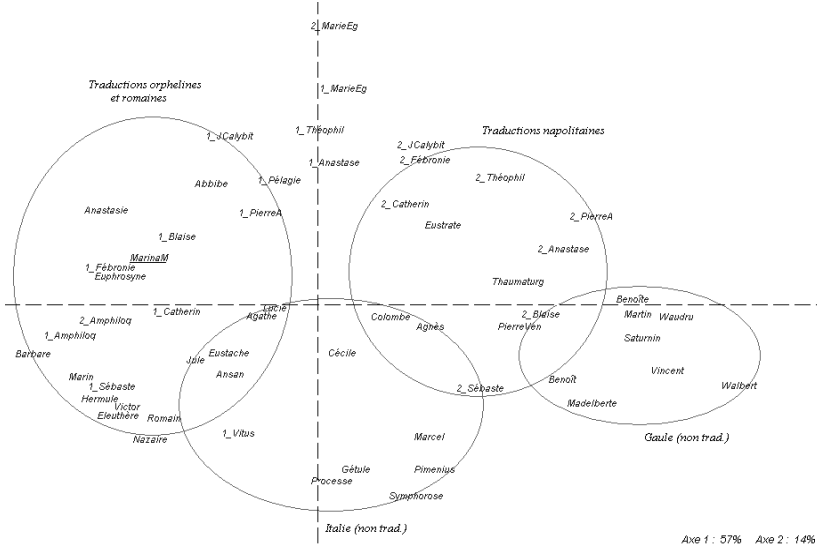 2_MarieEg
Traductions orphelines
et romaines
1_MarieEg
1_Théophil
Traductions napolitaines
1_JCalybit
2_JCalybit
2_Fébronie
1_Anastase
2_Théophil
Abbibe
1_Pélagie
2_Catherin
Anastasie
1_PierreA
2_PierreA
Eustrate
1_Blaise
2_Anastase
MarinaM
1_Fébronie
Euphrosyne
Thaumaturg
Benoîte
Lucie
1_Catherin
Agathe
Colombe
2_Blaise
Martin
Waudru
2_Amphiloq
Agnès
PierreVén
1_Amphiloq
Saturnin
Barbare
Eustache
Cécile
Jule
Ansan
Vincent
Marin
Benoît
1_Sébaste
2_Sébaste
Walbert
Hermule
Victor
Madelberte
Eleuthère
Romain
Nazaire
1_Vitus
Marcel
Gaule (non trad.)
Gétule
Pimenius
Processe
Symphorose
Italie (non trad.)
Axe 1 : 57% Axe 2 : 14%